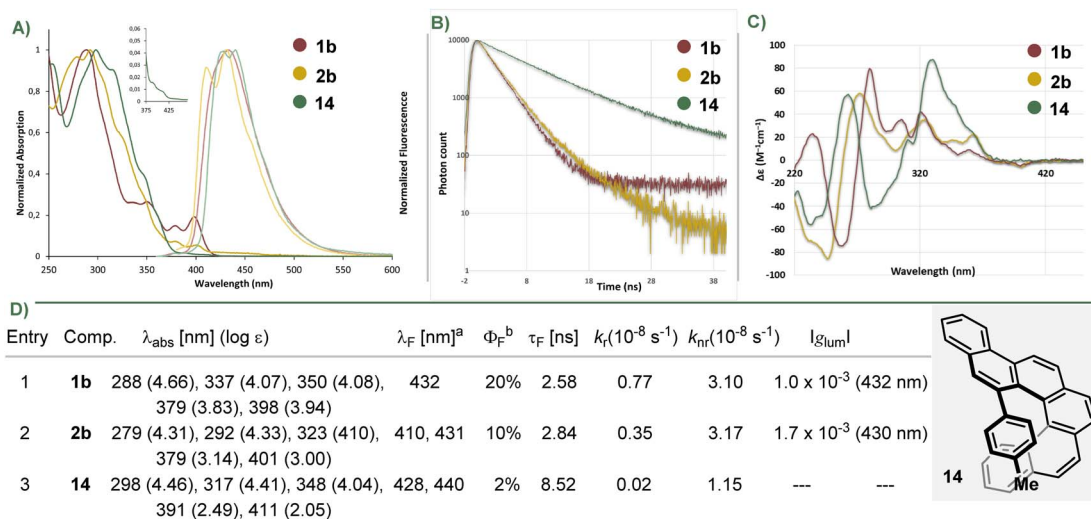 A)
B)
C)
1b
2b
14
1b
2b
14
1b
2b
14
Normalized Absorption
1
0,8
0,6
0,4
0,2
0
0,06
0,05
0,04
0,03
0,02
0,01
0
375 425
250 300 350 400 450 500 550 600
Wavelength (nm)
Normalized Fluorescencce
Photon count
10000
1000
100
10
1
-2 8 18 28 38
Time (ns)
Δε (M⁻¹cm⁻¹)
100
80
60
40
20
0
-20
-40
-60
-80
-100
220 320 420
Wavelength (nm)
D)
Entry Comp. λabs [nm] (log ε) λF [nm]ᵃ ΦFᵇ τF [ns] kr(10⁻⁸ s⁻¹) knr(10⁻⁸ s⁻¹) Iglum I
1 1b 288 (4.66), 337 (4.07), 350 (4.08), 432 20% 2.58 0.77 3.10 1.0 x 10⁻³ (432 nm)
379 (3.83), 398 (3.94)
2 2b 279 (4.31), 292 (4.33), 323 (410), 410, 431 10% 2.84 0.35 3.17 1.7 x 10⁻³ (430 nm)
379 (3.14), 401 (3.00)
3 14 298 (4.46), 317 (4.41), 348 (4.04), 428, 440 2% 8.52 0.02 1.15 --- ---
391 (2.49), 411 (2.05)
14
Me